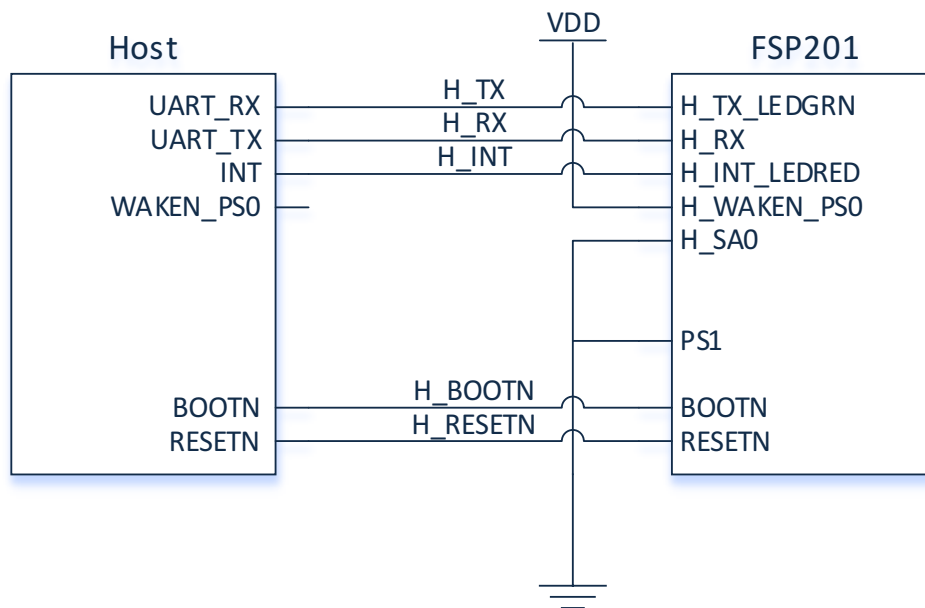 VDD
Host
FSP201
UART_RX
H_TX
H_TX_LEDGRN
UART_TX
H_RX
H_RX
INT
H_INT
H_INT_LEDRED
WAKEN_PS0
H_WAKEN_PS0
H_SA0
PS1
BOOTN
H_BOOTN
BOOTN
RESETN
H_RESETN
RESETN